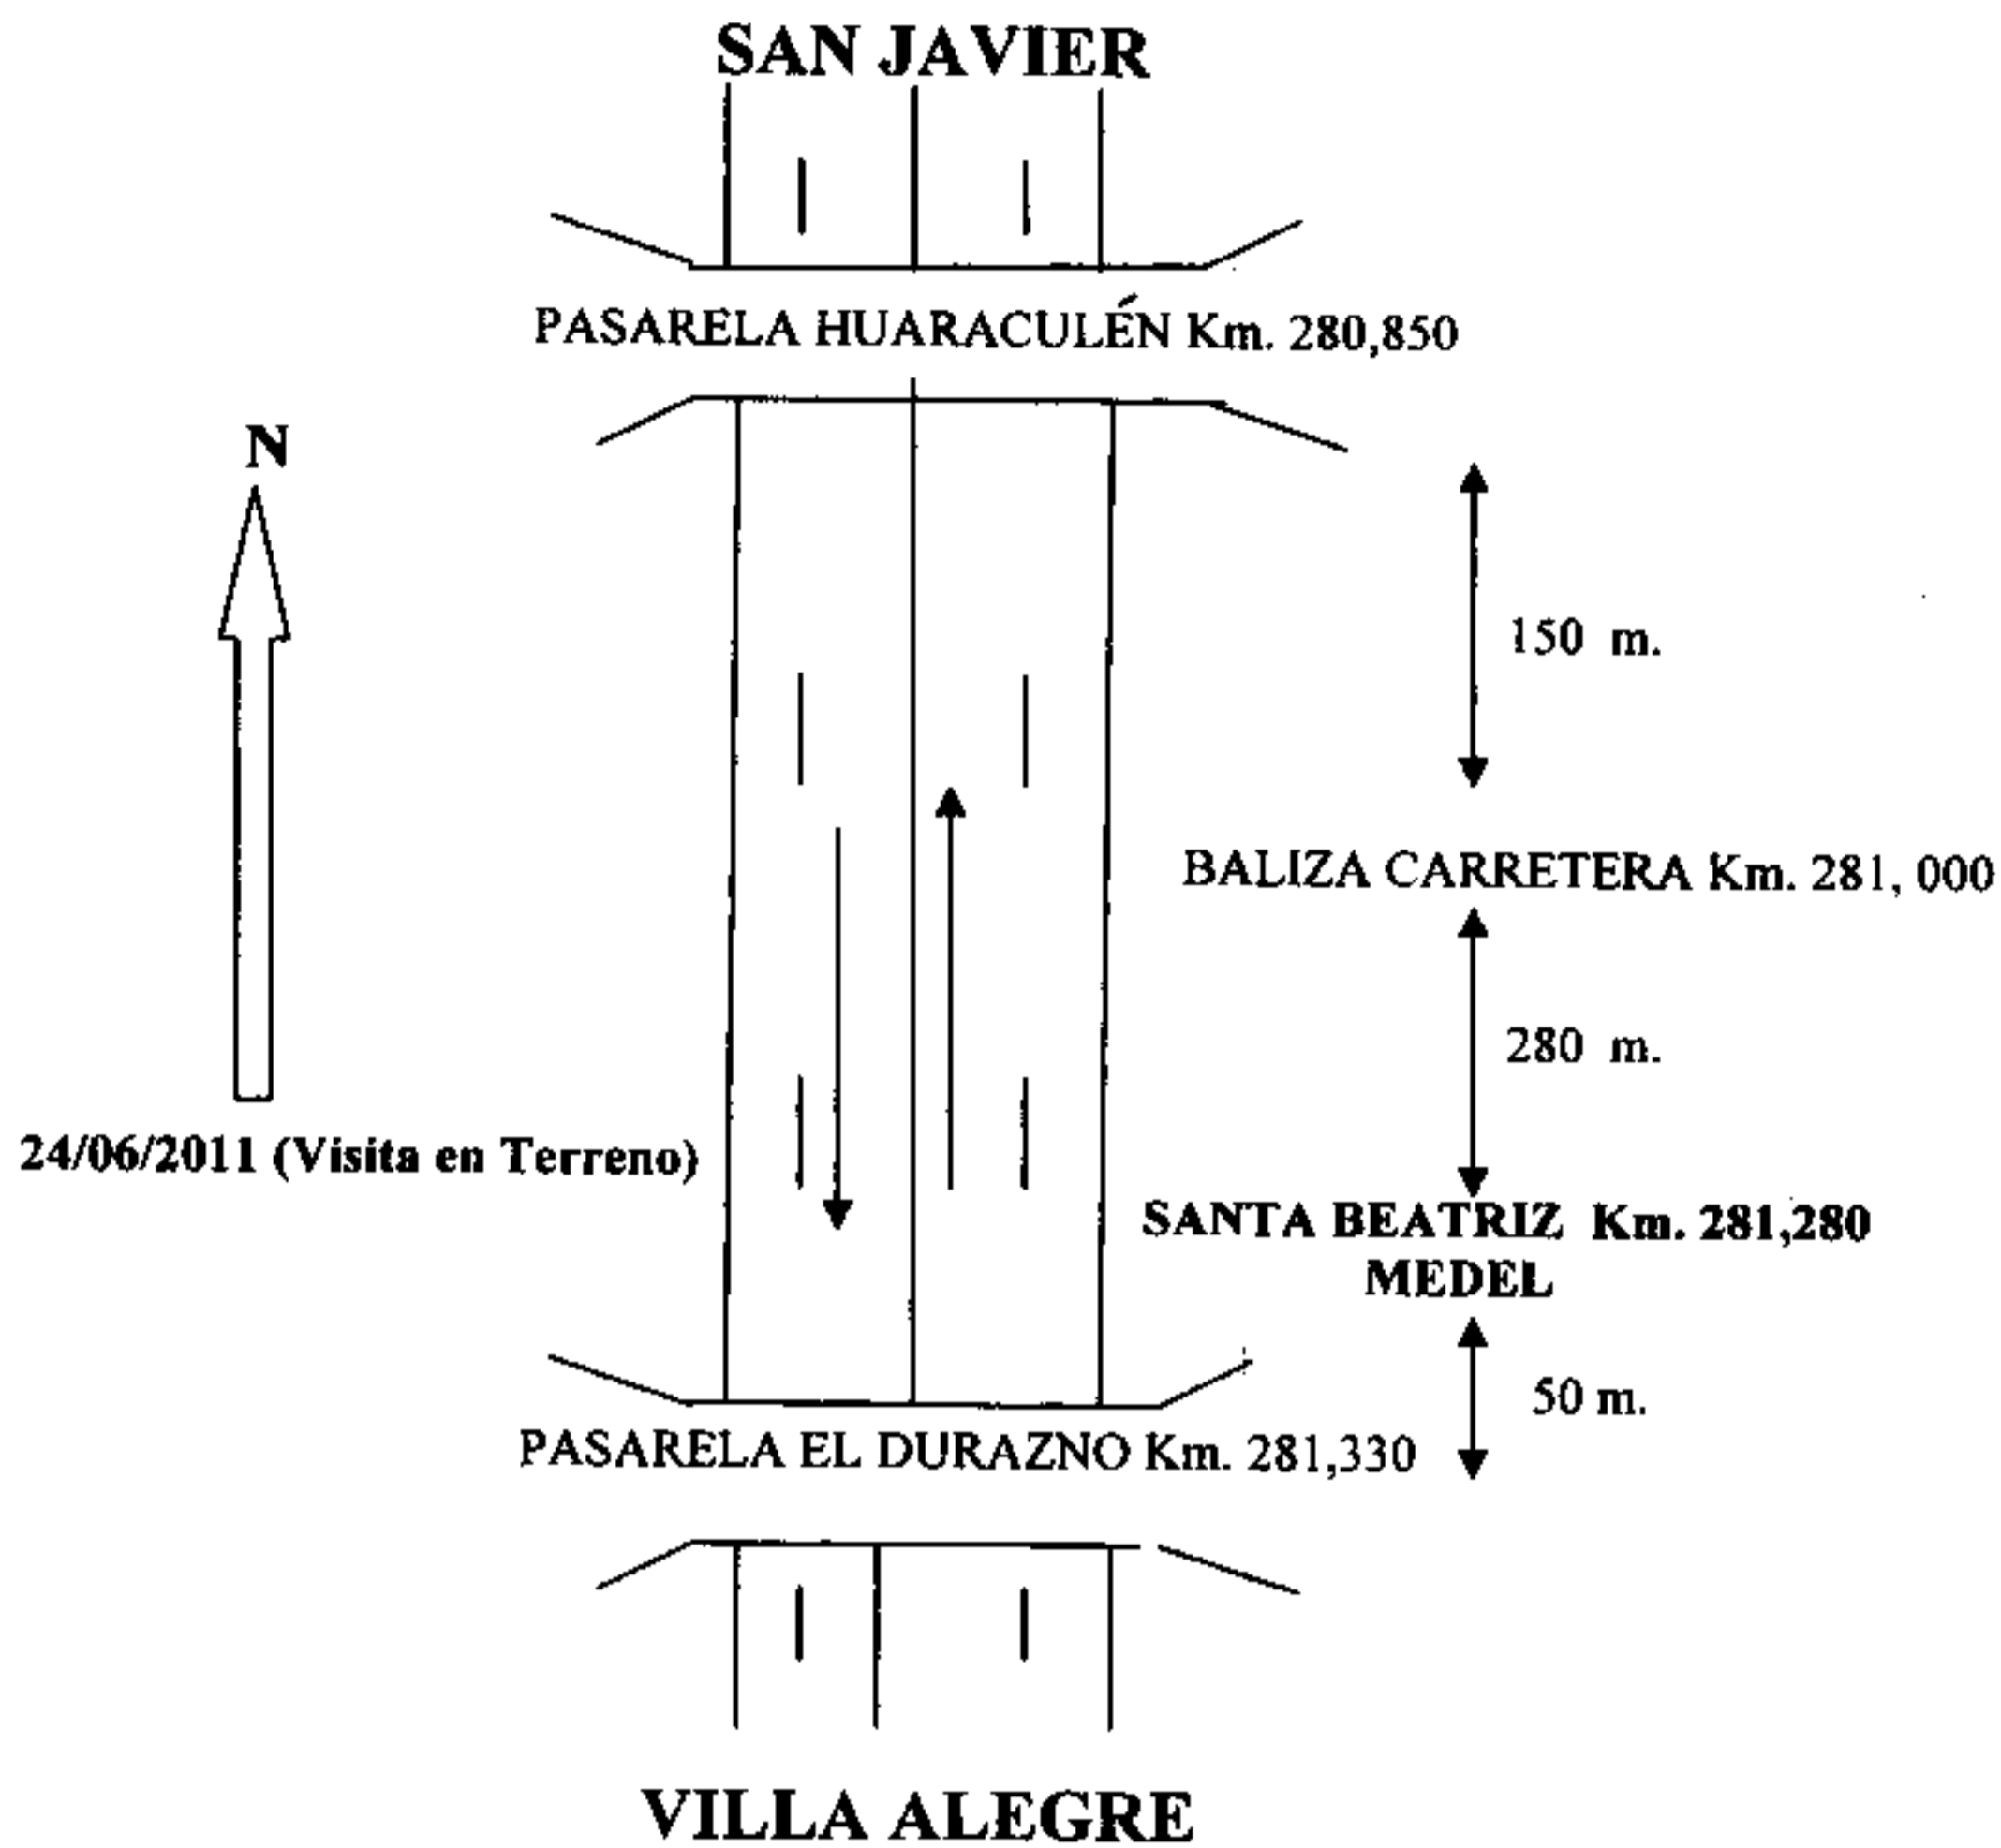 SAN JAVIER
PASARELA HUARACULÉN Km. 280,850
N
150 m.
BALIZA CARRETERA Km. 281, 000
280 m.
24/06/2011 (Visita en Terreno)
SANTA BEATRIZ Km. 281,280
MEDEL
50 m.
PASARELA EL DURAZNO Km. 281,330
VILLA ALEGRE